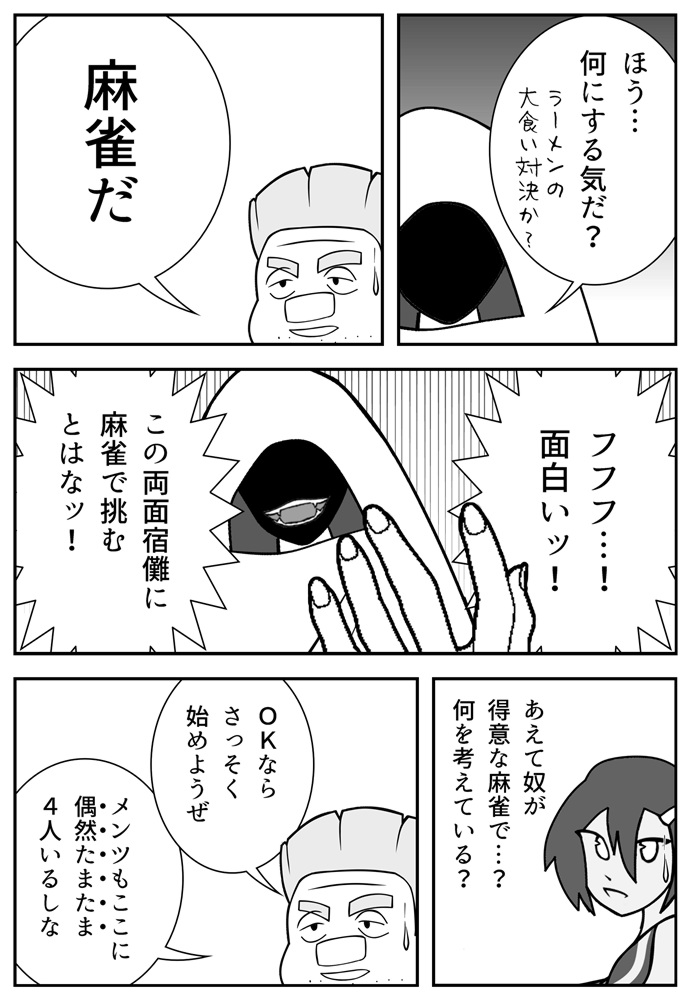 ほう…
何にする気だ？
ラーメンの
大食い対決か？
麻雀だ
フフフ…！
面白いッ！
この両面宿儺に
麻雀で挑む
とはなッ！
あえて奴が
得意な麻雀で…？
何を考えている？
OKなら
さっそく
始めようぜ
メンツもここに
偶然たまたま
４人いるしな